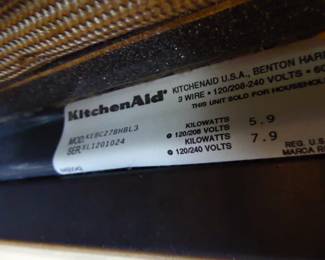 KitchenAid®
KITCHENAID U.S.A., BENTON HAR
3 WIRE • 120/208-240 VOLTS • 60
THIS UNIT SOLD FOR HOUSEHOL
MOD. KEBC278HBL3
SER. XL1201024
KILOWATTS 5.9
@ 120/208 VOLTS
KILOWATTS 7.9
@ 120/240 VOLTS
REG. U.S.
MARCA R